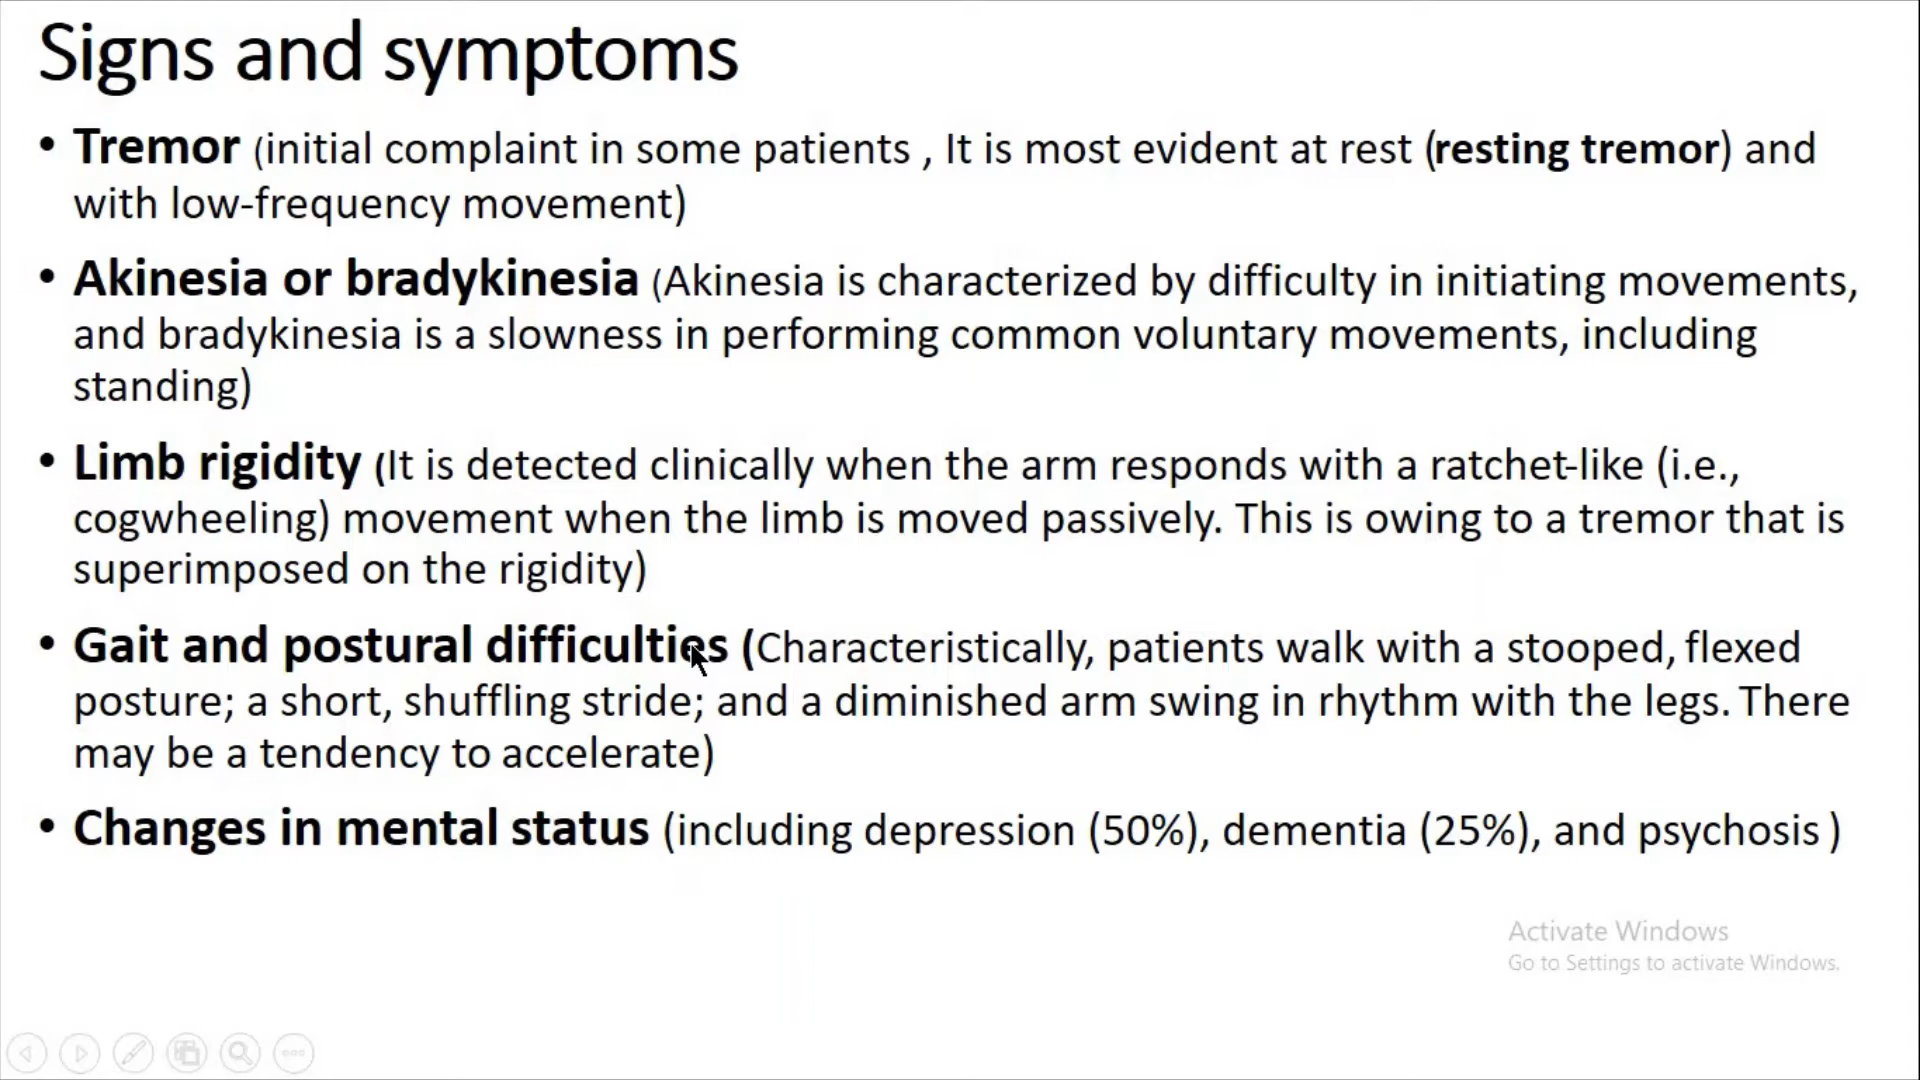 Signs and symptoms
• Tremor (initial complaint in some patients , It is most evident at rest (resting tremor) and
with low-frequency movement)
• Akinesia or bradykinesia (Akinesia is characterized by difficulty in initiating movements,
and bradykinesia is a slowness in performing common voluntary movements, including
standing)
• Limb rigidity (It is detected clinically when the arm responds with a ratchet-like (i.e.,
cogwheeling) movement when the limb is moved passively. This is owing to a tremor that is
superimposed on the rigidity)
• Gait and postural difficulties (Characteristically, patients walk with a stooped, flexed
posture; a short, shuffling stride; and a diminished arm swing in rhythm with the legs. There
may be a tendency to accelerate)
• Changes in mental status (including depression (50%), dementia (25%), and psychosis )
Activate Windows
Go to Settings to activate Windows.